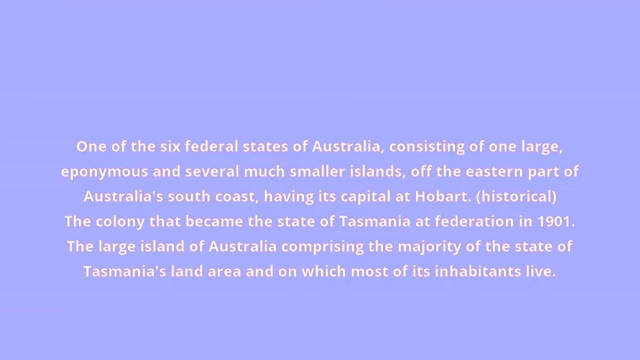 One of the six federal states of Australia, consisting of one large,
eponymous and several much smaller islands, off the eastern part of
Australia's south coast, having its capital at Hobart. (historical)
The colony that became the state of Tasmania at federation in 1901.
The large island of Australia comprising the majority of the state of
Tasmania's land area and on which most of its inhabitants live.